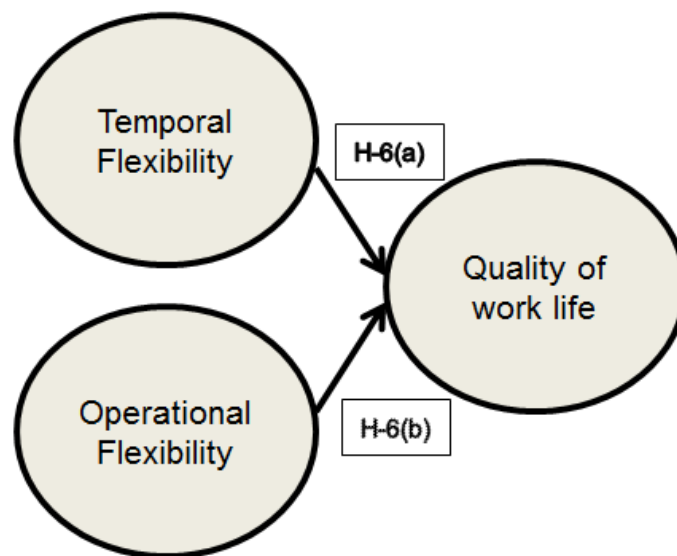 Temporal
Flexibility
H-6(a)
Quality of
work life
Operational
Flexibility
H-6(b)